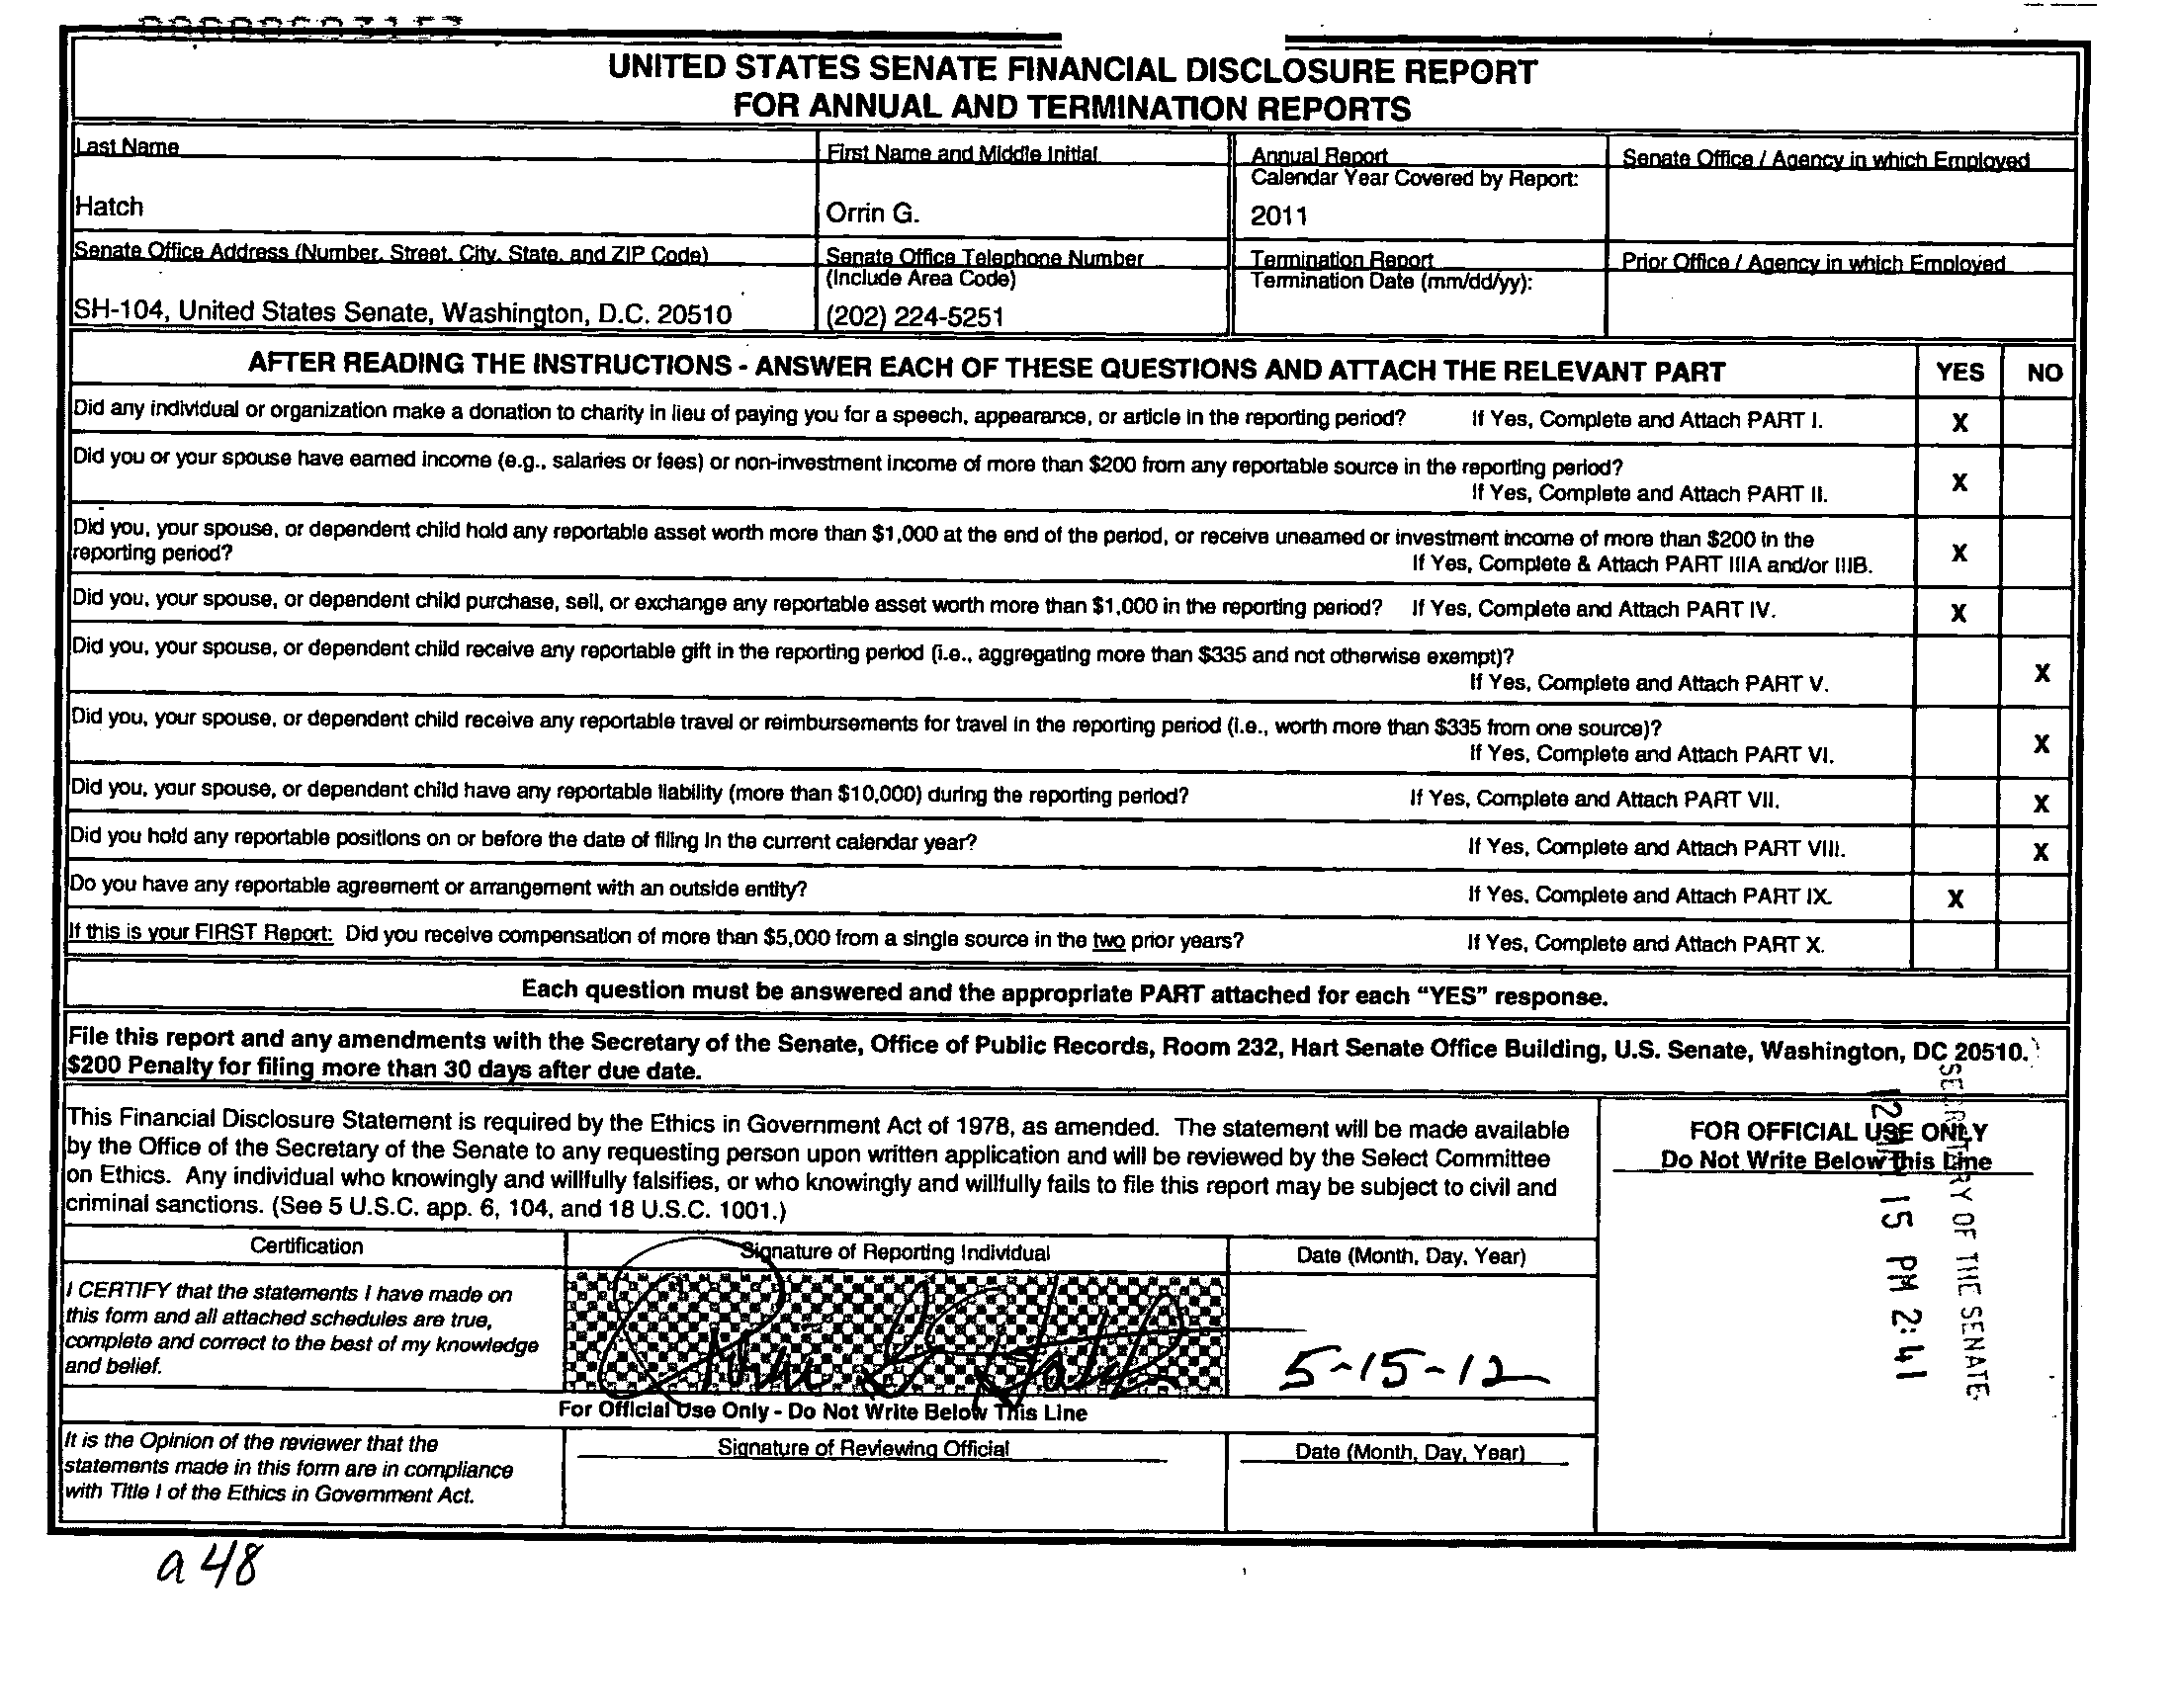 UNITED STATES SENATE FINANCIAL DISCLOSURE REPORT
FOR ANNUAL AND TERMINATION REPORTS
Last Name
Hatch
First Name and Middle Initial
Orrin G.
Annual Report
Calendar Year Covered by Report:
2011
Senate Office / Agency in which Employed
Senate Office Address (Number, Street, City, State, and ZIP Code)
SH-104, United States Senate, Washington, D.C. 20510
Senate Office Telephone Number
(Include Area Code)
(202) 224-5251
Termination Report
Termination Date (mm/dd/yy):
Prior Office / Agency in which Employed
AFTER READING THE INSTRUCTIONS - ANSWER EACH OF THESE QUESTIONS AND ATTACH THE RELEVANT PART YES NO
Did any individual or organization make a donation to charity in lieu of paying you for a speech, appearance, or article in the reporting period? If Yes, Complete and Attach PART I. X
Did you or your spouse have earned income (e.g., salaries or fees) or non-investment income of more than $200 from any reportable source in the reporting period?
If Yes, Complete and Attach PART II. X
Did you, your spouse, or dependent child hold any reportable asset worth more than $1,000 at the end of the period, or receive unearned or investment income of more than $200 in the
reporting period? If Yes, Complete & Attach PART IIIA and/or IIIB. X
Did you, your spouse, or dependent child purchase, sell, or exchange any reportable asset worth more than $1,000 in the reporting period? If Yes, Complete and Attach PART IV. X
Did you, your spouse, or dependent child receive any reportable gift in the reporting period (i.e., aggregating more than $335 and not otherwise exempt)?
If Yes, Complete and Attach PART V. X
Did you, your spouse, or dependent child receive any reportable travel or reimbursements for travel in the reporting period (i.e., worth more than $335 from one source)?
If Yes, Complete and Attach PART VI. X
Did you, your spouse, or dependent child have any reportable liability (more than $10,000) during the reporting period? If Yes, Complete and Attach PART VII. X
Did you hold any reportable positions on or before the date of filing in the current calendar year? If Yes, Complete and Attach PART VIII. X
Do you have any reportable agreement or arrangement with an outside entity? If Yes, Complete and Attach PART IX. X
If this is your FIRST Report: Did you receive compensation of more than $5,000 from a single source in the two prior years? If Yes, Complete and Attach PART X.
Each question must be answered and the appropriate PART attached for each “YES” response.
File this report and any amendments with the Secretary of the Senate, Office of Public Records, Room 232, Hart Senate Office Building, U.S. Senate, Washington, DC 20510.
$200 Penalty for filing more than 30 days after due date.
This Financial Disclosure Statement is required by the Ethics in Government Act of 1978, as amended. The statement will be made available
by the Office of the Secretary of the Senate to any requesting person upon written application and will be reviewed by the Select Committee
on Ethics. Any individual who knowingly and willfully falsifies, or who knowingly and willfully fails to file this report may be subject to civil and
criminal sanctions. (See 5 U.S.C. app. 6, 104, and 18 U.S.C. 1001.)
FOR OFFICIAL USE ONLY
Do Not Write Below this Line
SECRETARY OF THE SENATE
15 PM 2:41
Certification
Signature of Reporting Individual
Date (Month, Day, Year)
I CERTIFY that the statements I have made on
this form and all attached schedules are true,
complete and correct to the best of my knowledge
and belief.
5-15-12
For Official Use Only - Do Not Write Below This Line
It is the Opinion of the reviewer that the
statements made in this form are in compliance
with Title I of the Ethics in Government Act.
Signature of Reviewing Official
Date (Month, Day, Year)
a 48